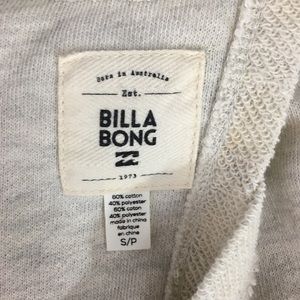 Born in Australia
Est.
BILLA
BONG
1973
60% cotton
40% polyester
60% coton
40% polyester
made in china
fabrique
en chine
S/P